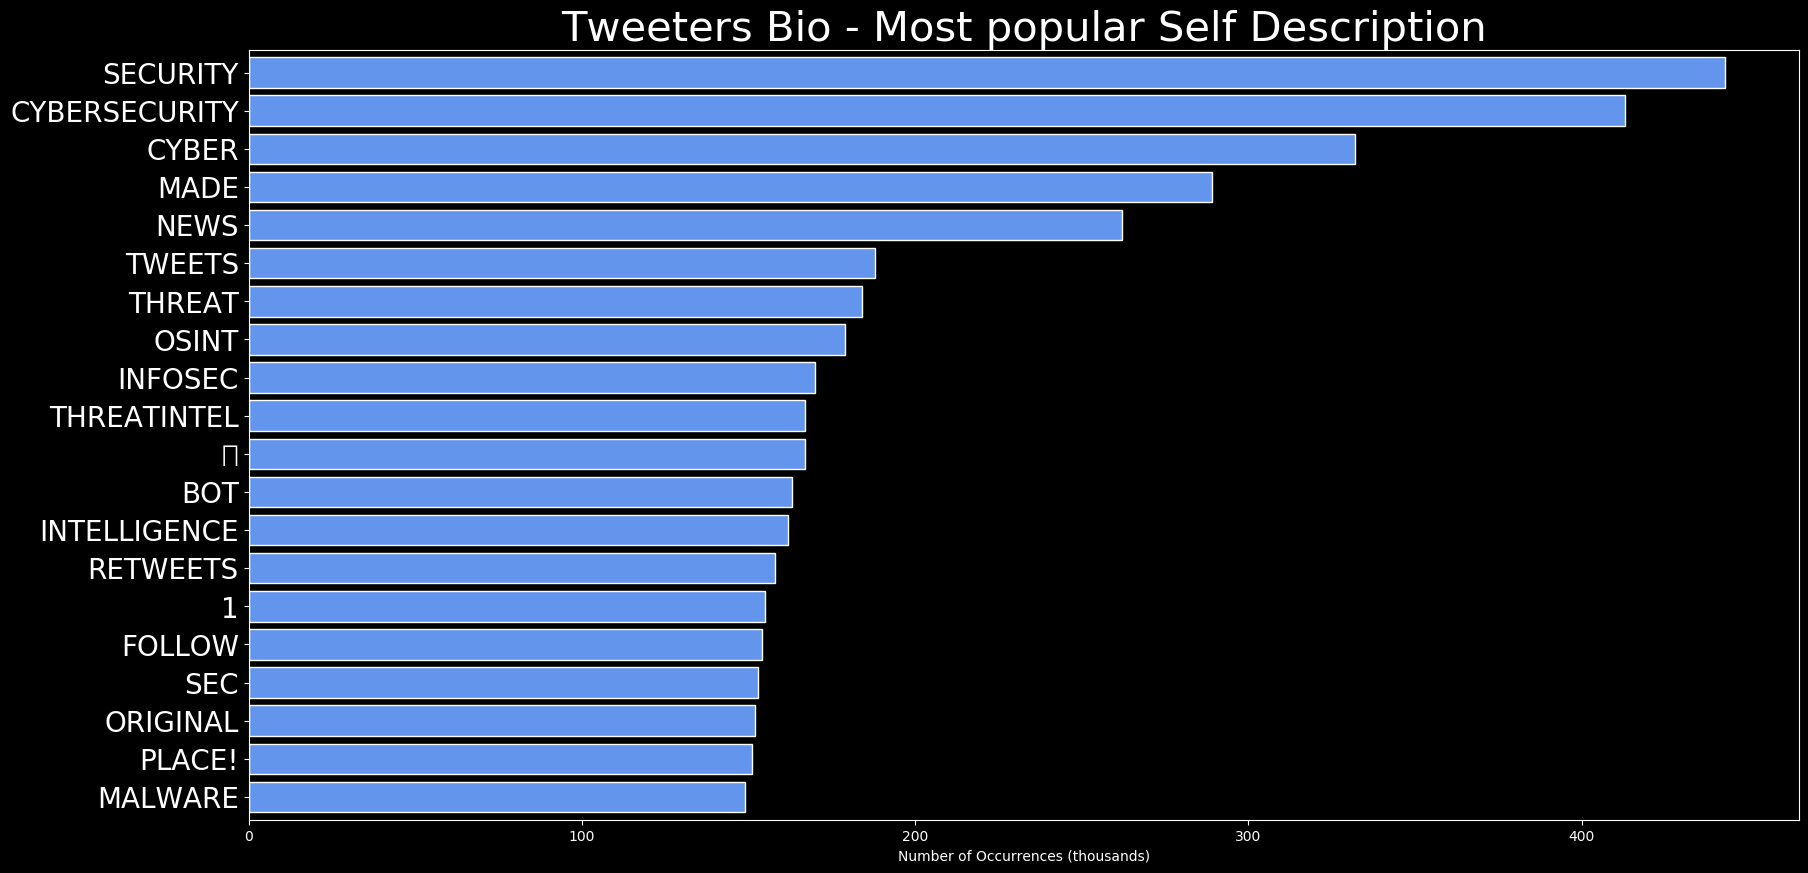 Tweeters Bio - Most popular Self Description
SECURITY
CYBERSECURITY
CYBER
MADE
NEWS
TWEETS
THREAT
OSINT
INFOSEC
THREATINTEL
BOT
INTELLIGENCE
RETWEETS
1
FOLLOW
SEC
ORIGINAL
PLACE!
MALWARE
0 100 200 300 400
Number of Occurrences (thousands)